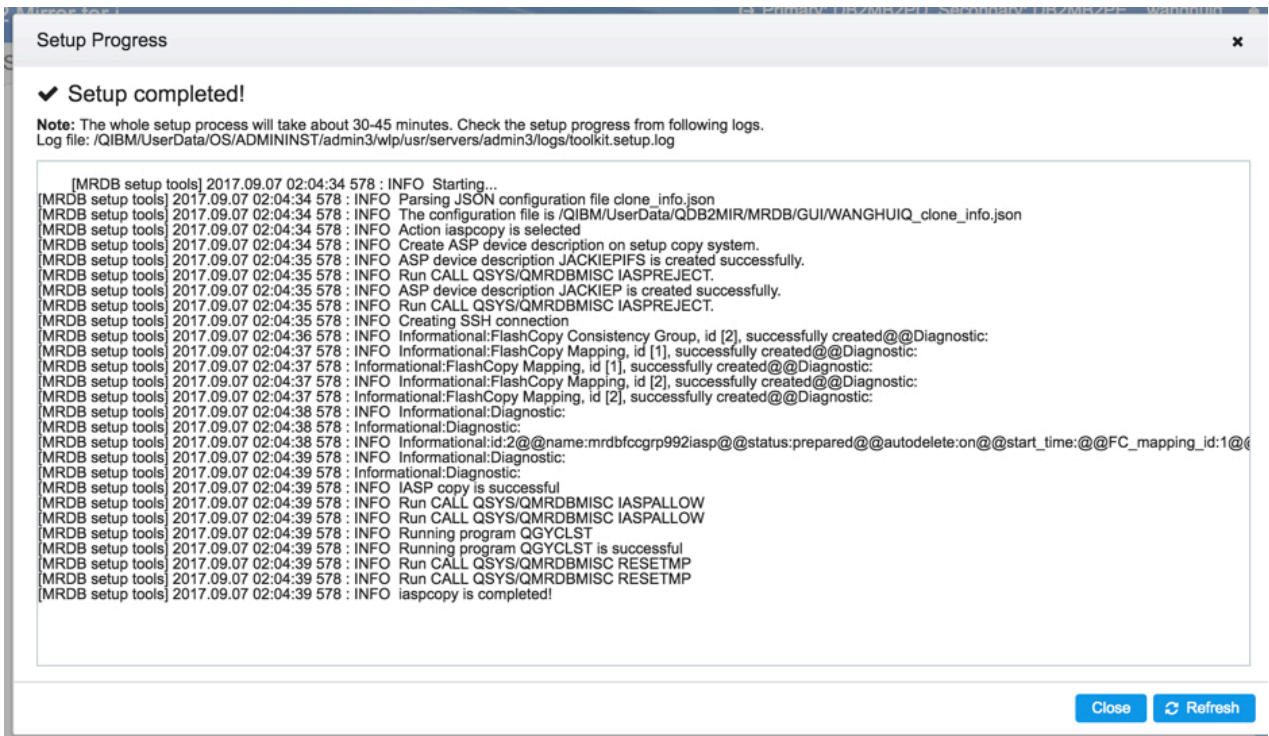 2 Mirror for i
Primary: DB2MB2PD Secondary: DB2MB2PE wanghuiq
Setup Progress
Setup completed!
Note: The whole setup process will take about 30-45 minutes. Check the setup progress from following logs.
Log file: /QIBM/UserData/OS/ADMININST/admin3/wlp/usr/servers/admin3/logs/toolkit.setup.log
[MRDB setup tools] 2017.09.07 02:04:34 578 : INFO Starting...
[MRDB setup tools] 2017.09.07 02:04:34 578 : INFO Parsing JSON configuration file clone_info.json
[MRDB setup tools] 2017.09.07 02:04:34 578 : INFO The configuration file is /QIBM/UserData/QDB2MIR/MRDB/GUI/WANGHUIQ_clone_info.json
[MRDB setup tools] 2017.09.07 02:04:34 578 : INFO Action iaspcopy is selected
[MRDB setup tools] 2017.09.07 02:04:34 578 : INFO Create ASP device description on setup copy system.
[MRDB setup tools] 2017.09.07 02:04:35 578 : INFO ASP device description JACKIEPIFS is created successfully.
[MRDB setup tools] 2017.09.07 02:04:35 578 : INFO Run CALL QSYS/QMRDBMISC IASPREJECT.
[MRDB setup tools] 2017.09.07 02:04:35 578 : INFO ASP device description JACKIEP is created successfully.
[MRDB setup tools] 2017.09.07 02:04:35 578 : INFO Run CALL QSYS/QMRDBMISC IASPREJECT.
[MRDB setup tools] 2017.09.07 02:04:35 578 : INFO Creating SSH connection
[MRDB setup tools] 2017.09.07 02:04:36 578 : INFO Informational:FlashCopy Consistency Group, id [2], successfully created@@Diagnostic:
[MRDB setup tools] 2017.09.07 02:04:37 578 : INFO Informational:FlashCopy Mapping, id [1], successfully created@@Diagnostic:
[MRDB setup tools] 2017.09.07 02:04:37 578 : Informational:FlashCopy Mapping, id [1], successfully created@@Diagnostic:
[MRDB setup tools] 2017.09.07 02:04:37 578 : INFO Informational:FlashCopy Mapping, id [2], successfully created@@Diagnostic:
[MRDB setup tools] 2017.09.07 02:04:37 578 : Informational:FlashCopy Mapping, id [2], successfully created@@Diagnostic:
[MRDB setup tools] 2017.09.07 02:04:38 578 : INFO Informational:Diagnostic:
[MRDB setup tools] 2017.09.07 02:04:38 578 : Informational:Diagnostic:
[MRDB setup tools] 2017.09.07 02:04:38 578 : INFO Informational:id:2@@name:mrdbfccgrp992iasp@@status:prepared@@autodelete:on@@start_time:@@FC_mapping_id:1@@
[MRDB setup tools] 2017.09.07 02:04:39 578 : INFO Informational:Diagnostic:
[MRDB setup tools] 2017.09.07 02:04:39 578 : Informational:Diagnostic:
[MRDB setup tools] 2017.09.07 02:04:39 578 : INFO IASP copy is successful
[MRDB setup tools] 2017.09.07 02:04:39 578 : INFO Run CALL QSYS/QMRDBMISC IASPALLOW
[MRDB setup tools] 2017.09.07 02:04:39 578 : INFO Run CALL QSYS/QMRDBMISC IASPALLOW
[MRDB setup tools] 2017.09.07 02:04:39 578 : INFO Running program QGYCLST
[MRDB setup tools] 2017.09.07 02:04:39 578 : INFO Running program QGYCLST is successful
[MRDB setup tools] 2017.09.07 02:04:39 578 : INFO Run CALL QSYS/QMRDBMISC RESETMP
[MRDB setup tools] 2017.09.07 02:04:39 578 : INFO Run CALL QSYS/QMRDBMISC RESETMP
[MRDB setup tools] 2017.09.07 02:04:39 578 : INFO iaspcopy is completed!
Close
Refresh